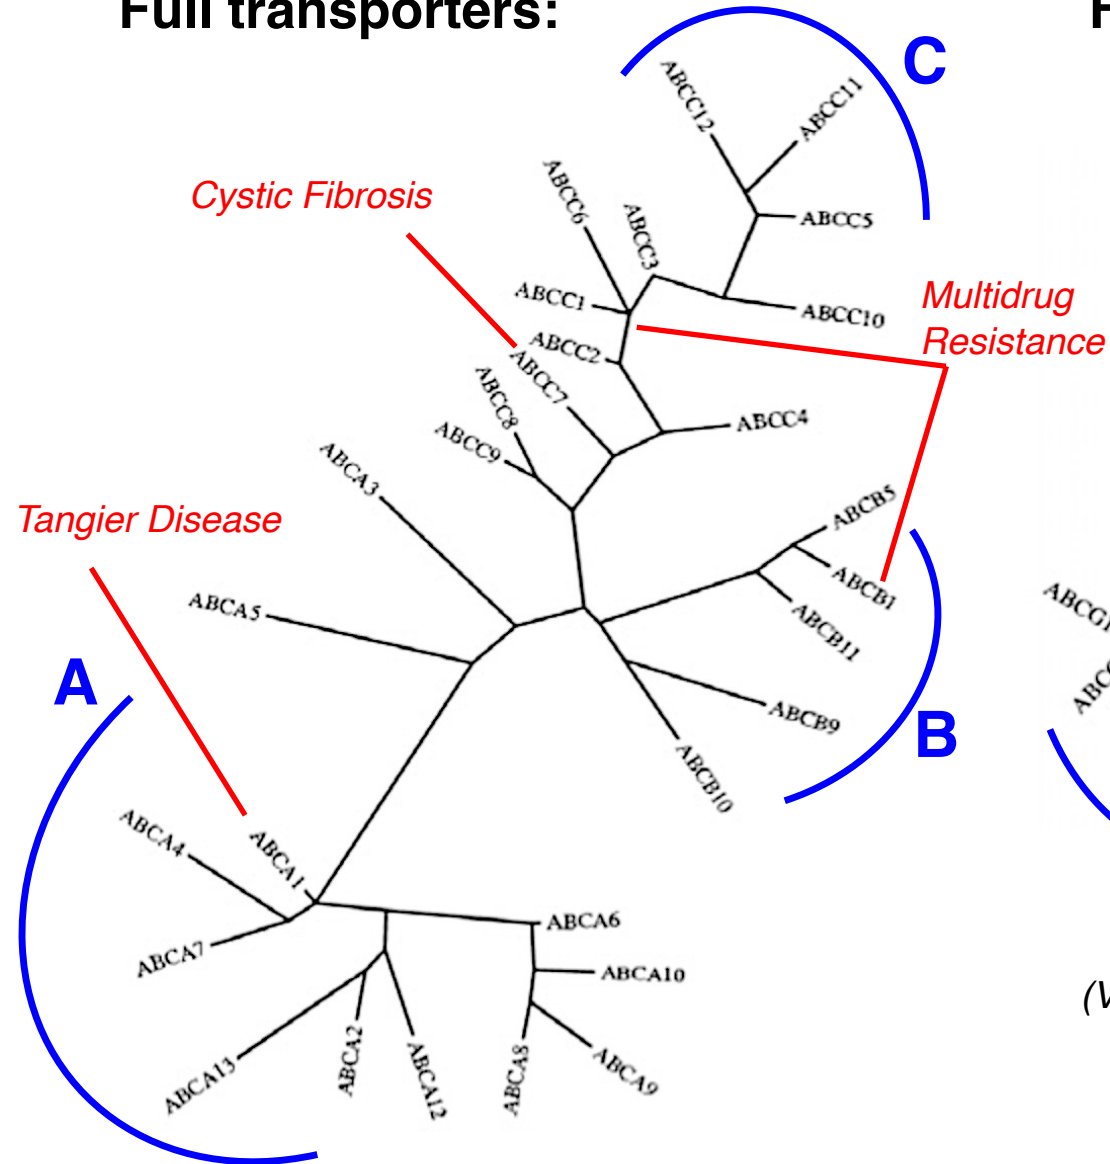 Full transporters:
C
ABCC12
ABCC11
Cystic Fibrosis
ABCC6
ABCC3
ABCC5
ABCC1
ABCC10
Multidrug
Resistance
ABCC2
ABCC7
ABCC8
ABCC9
ABCC4
ABCA3
Tangier Disease
ABCB5
ABCB1
ABCB11
ABCA5
A
ABCB9
B
ABCB10
ABCA4
ABCA1
ABCA7
ABCA6
ABCA10
ABCA13
ABCA2
ABCA12
ABCA8
ABCA9